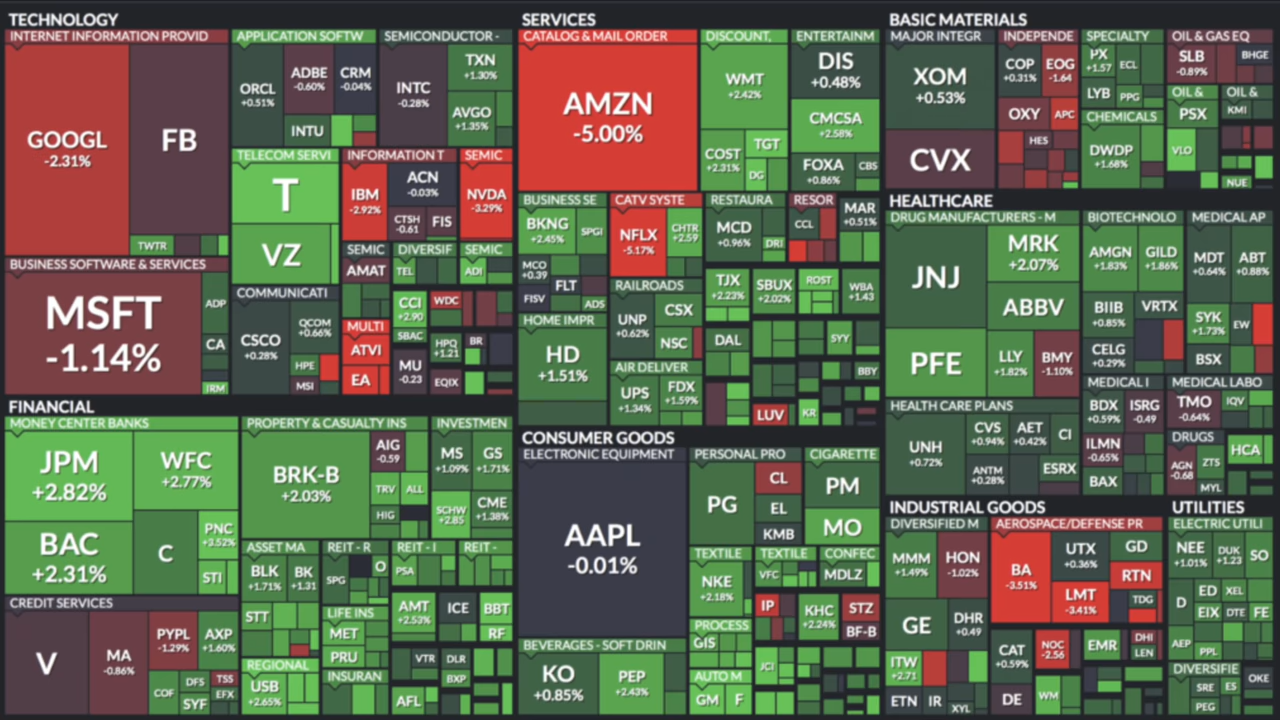 TECHNOLOGY
INTERNET INFORMATION PROVID
GOOGL
-2.31%
FB
TWTR
APPLICATION SOFTW
ORCL
+0.51%
ADBE
-0.60%
CRM
-0.04%
INTU
SEMICONDUCTOR -
INTC
-0.28%
TXN
+1.30%
AVGO
+1.35%
BUSINESS SOFTWARE & SERVICES
MSFT
-1.14%
ADP
CA
IRM
TELECOM SERVI
T
VZ
INFORMATION T
IBM
-2.92%
ACN
-0.03%
CTSH
-0.61
FIS
SEMIC
NVDA
-3.29%
COMMUNICATI
CSCO
+0.28%
QCOM
+0.66%
HPE
MSI
SEMIC
AMAT
DIVERSIF
TEL
SEMIC
ADI
MULTI
ATVI
EA
CCI
+2.90
SBAC
MU
-0.23
WDC
HPQ
+1.21
EQIX
BR
SERVICES
CATALOG & MAIL ORDER
AMZN
-5.00%
DISCOUNT,
WMT
+2.42%
COST
+2.31%
TGT
DG
ENTERTAINM
DIS
+0.48%
CMCSA
+2.58%
FOXA
+0.86%
CBS
BUSINESS SE
BKNG
+2.45%
SPGI
MCO
+0.39
FLT
FISV
ADS
CATV SYSTE
NFLX
-5.17%
CHTR
+2.59
RESTAURA
MCD
+0.96%
DRI
RESOR
CCL
MAR
+0.51%
HOME IMPR
HD
+1.51%
RAILROADS
UNP
+0.62%
CSX
NSC
AIR DELIVER
UPS
+1.34%
FDX
+1.59%
TJX
+2.23%
SBUX
+2.02%
ROST
WBA
+1.43
DAL
SYY
BBY
LUV
KR
BASIC MATERIALS
MAJOR INTEGR
XOM
+0.53%
CVX
INDEPENDE
COP
+0.31%
EOG
-1.64
OXY
APC
HES
SPECIALTY
PX
+1.57
ECL
LYB
PPG
CHEMICALS
DWDP
+1.68%
OIL & GAS EQ
SLB
-0.89%
BHGE
OIL &
PSX
VLO
OIL &
KMI
NUE
HEALTHCARE
DRUG MANUFACTURERS - M
JNJ
PFE
MRK
+2.07%
ABBV
LLY
+1.82%
BMY
-1.10%
BIOTECHNOLO
AMGN
+1.83%
GILD
+1.86%
BIIB
+0.85%
VRTX
CELG
+0.29%
MEDICAL AP
MDT
+0.64%
ABT
+0.88%
SYK
+1.73%
EW
BSX
HEALTH CARE PLANS
UNH
+0.72%
CVS
+0.94%
AET
+0.42%
CI
ANTM
+0.28%
ESRX
MEDICAL I
BDX
+0.59%
ISRG
-0.49
ILMN
-0.65%
BAX
MEDICAL LABO
TMO
-0.64%
IQV
DRUGS
AGN
-0.68
ZTS
MYL
HCA
FINANCIAL
MONEY CENTER BANKS
JPM
+2.82%
WFC
+2.77%
BAC
+2.31%
C
PNC
+3.52%
STI
PROPERTY & CASUALTY INS
BRK-B
+2.03%
AIG
-0.59
TRV
ALL
HIG
INVESTMEN
MS
+1.09%
GS
+1.71%
SCHW
+2.85
CME
+1.38%
CREDIT SERVICES
V
MA
-0.86%
PYPL
-1.29%
AXP
+1.60%
COF
DFS
SYF
TSS
EFX
ASSET MA
BLK
+1.71%
BK
+1.31
STT
REGIONAL
USB
+2.65%
REIT - R
SPG
O
LIFE INS
MET
PRU
INSURAN
REIT - I
PSA
REIT -
AMT
+2.53%
ICE
BBT
RF
VTR
DLR
BXP
AFL
CONSUMER GOODS
ELECTRONIC EQUIPMENT
AAPL
-0.01%
PERSONAL PRO
PG
CL
EL
KMB
CIGARETTE
PM
MO
BEVERAGES - SOFT DRIN
KO
+0.85%
PEP
+2.43%
TEXTILE
NKE
+2.18%
TEXTILE
VFC
CONFEC
MDLZ
PROCESS
GIS
AUTO M
GM
F
IP
KHC
+2.24%
STZ
BF-B
JCI
INDUSTRIAL GOODS
DIVERSIFIED M
MMM
+1.49%
HON
-1.02%
GE
DHR
+0.49
ITW
+2.71
ETN
IR
XYL
AEROSPACE/DEFENSE PR
BA
-3.51%
UTX
+0.36%
GD
LMT
-3.41%
RTN
TDG
CAT
+0.59%
NOC
-2.56
EMR
DHI
LEN
DE
WM
UTILITIES
ELECTRIC UTILI
NEE
+1.01%
DUK
+1.23
SO
D
ED
XEL
EIX
DTE
FE
AEP
PPL
DIVERSIFIE
SRE
ES
OKE
PEG